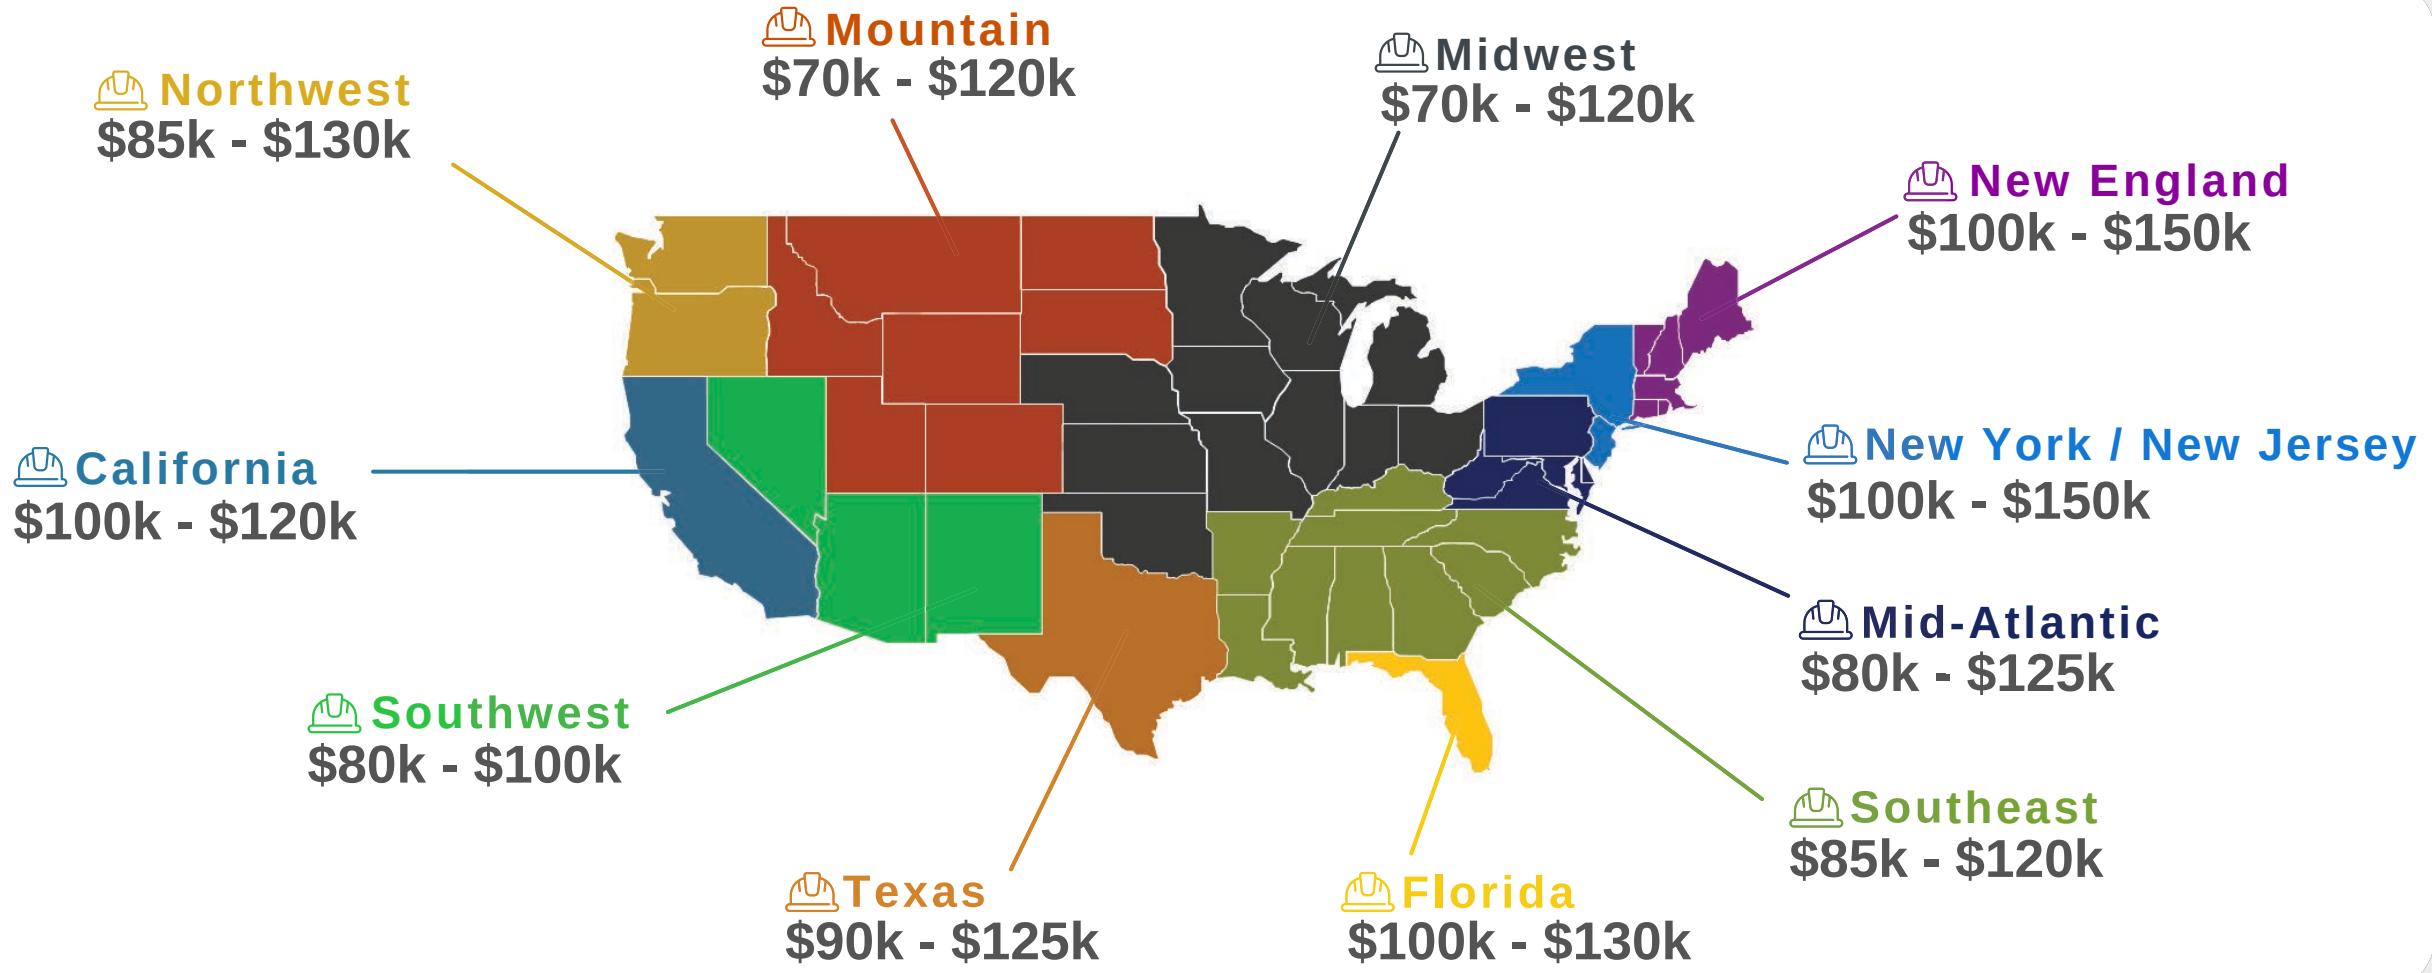 Mountain
$70k - $120k
Midwest
$70k - $120k
Northwest
$85k - $130k
New England
$100k - $150k
California
$100k - $120k
New York / New Jersey
$100k - $150k
Mid-Atlantic
$80k - $125k
Southwest
$80k - $100k
Southeast
$85k - $120k
Texas
$90k - $125k
Florida
$100k - $130k